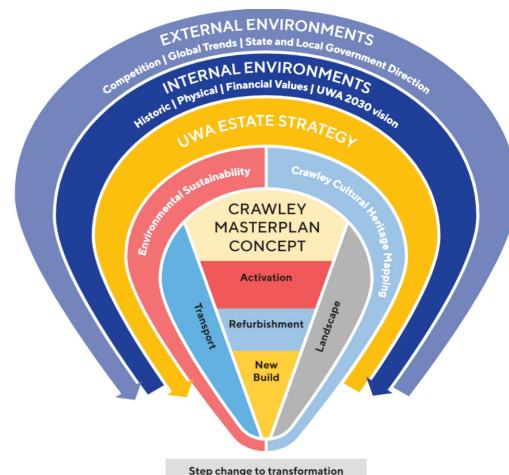 EXTERNAL ENVIRONMENTS
Competition | Global Trends | State and Local Government Direction
INTERNAL ENVIRONMENTS
Historic | Physical | Financial Values | UWA 2030 vision
UWA ESTATE STRATEGY
Environmental Sustainability
Crawley Cultural Heritage Mapping
CRAWLEY
MASTERPLAN
CONCEPT
Activation
Transport
Refurbishment
Landscape
New
Build
Step change to transformation